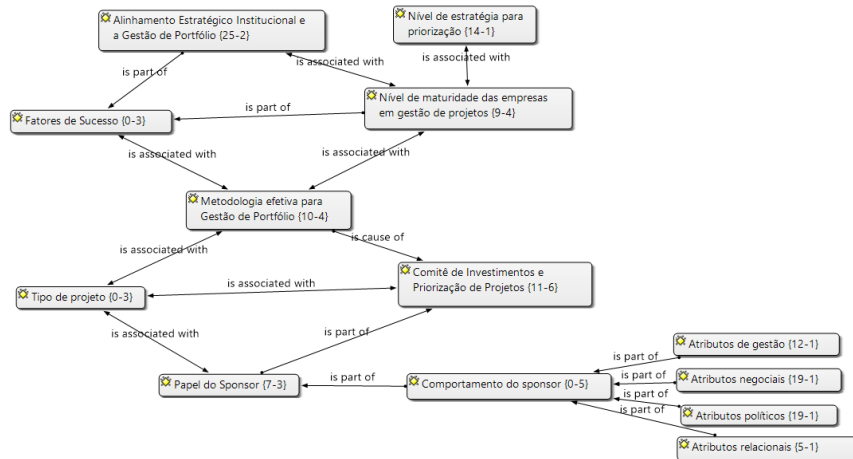 Alinhamento Estratégico Institucional e
a Gestão de Portfólio {25-2}
Nível de estratégia para
priorização {14-1}
is associated with
is associated with
is part of
Nível de maturidade das empresas
em gestão de projetos {9-4}
is part of
Fatores de Sucesso {0-3}
is associated with
is associated with
Metodologia efetiva para
Gestão de Portfólio {10-4}
is cause of
is associated with
Comitê de Investimentos e
Priorização de Projetos {11-6}
is associated with
Tipo de projeto {0-3}
is associated with
is part of
Atributos de gestão {12-1}
is part of
Papel do Sponsor {7-3}
is part of
Comportamento do sponsor {0-5}
is part of
Atributos negociais {19-1}
is part of
Atributos políticos {19-1}
is part of
Atributos relacionais {5-1}